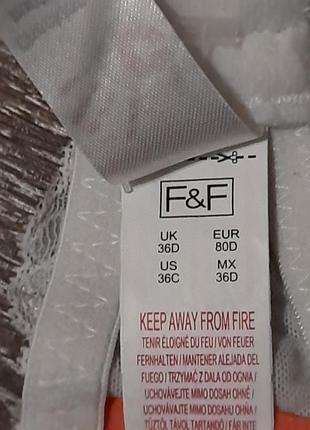 F&F
UK EUR
36D 80D
US MX
36C 36D
KEEP AWAY FROM FIRE
TENIR ÉLOIGNÉ DU FEU / VON FEUER
FERNHALTEN / MANTENER ALEJADA DEL
FUEGO / TRZYMAĆ Z DALA OD OGNIA /
UCHOVÁVEJTE MIMO DOSAH OHNĚ /
UCHOVÁVAJTE MIMO DOSAHU OHŇA /
TŰZTŐL TÁVOL TARTANDÓ / FÅR INTE